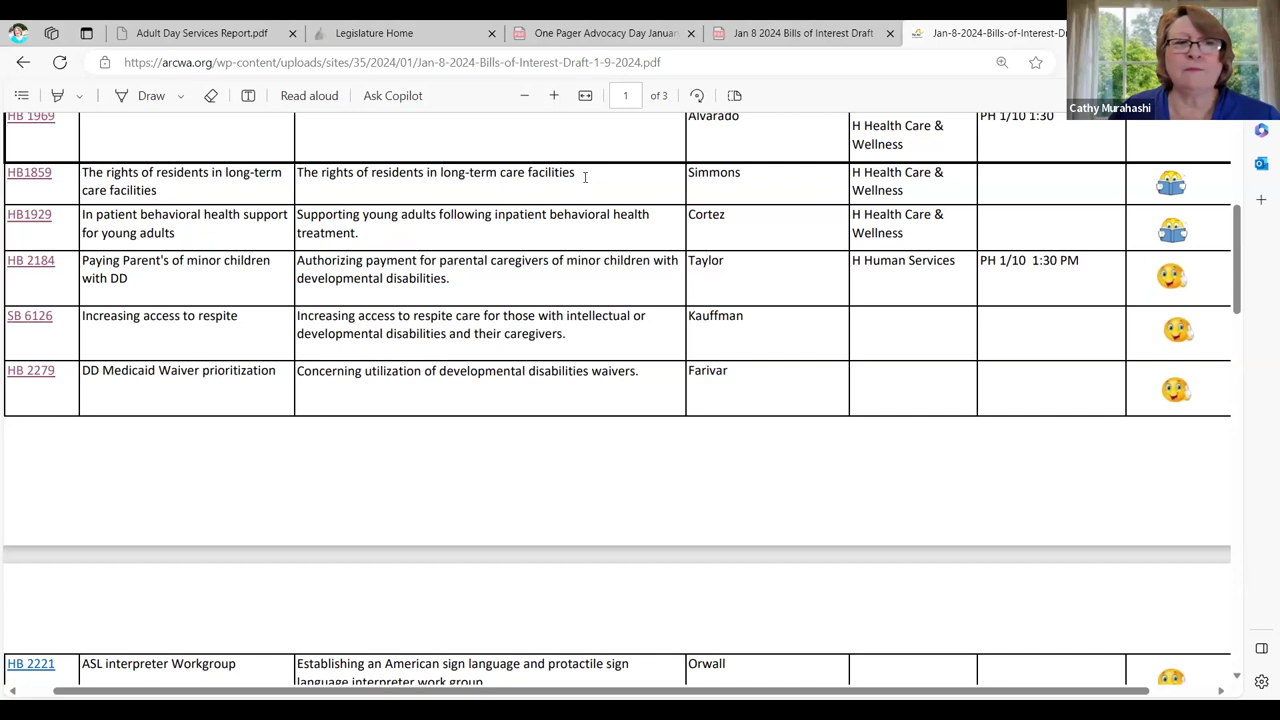 Adult Day Services Report.pdf
Legislature Home
One Pager Advocacy Day Januar
Jan 8 2024 Bills of Interest Draft
Jan-8-2024-Bills-of-Interest-D
https://arcwa.org/wp-content/uploads/sites/35/2024/01/Jan-8-2024-Bills-of-Interest-Draft-1-9-2024.pdf
Draw
Read aloud
Ask Copilot
1
of 3
Cathy Murahashi
HB 1969
Alvarado
H Health Care &
Wellness
PH 1/10 1:30
HB1859
The rights of residents in long-term
care facilities
The rights of residents in long-term care facilities
Simmons
H Health Care &
Wellness
HB1929
In patient behavioral health support
for young adults
Supporting young adults following inpatient behavioral health
treatment.
Cortez
H Health Care &
Wellness
HB 2184
Paying Parent's of minor children
with DD
Authorizing payment for parental caregivers of minor children with
developmental disabilities.
Taylor
H Human Services
PH 1/10 1:30 PM
SB 6126
Increasing access to respite
Increasing access to respite care for those with intellectual or
developmental disabilities and their caregivers.
Kauffman
HB 2279
DD Medicaid Waiver prioritization
Concerning utilization of developmental disabilities waivers.
Farivar
HB 2221
ASL interpreter Workgroup
Establishing an American sign language and protactile sign
language interpreter work group
Orwall